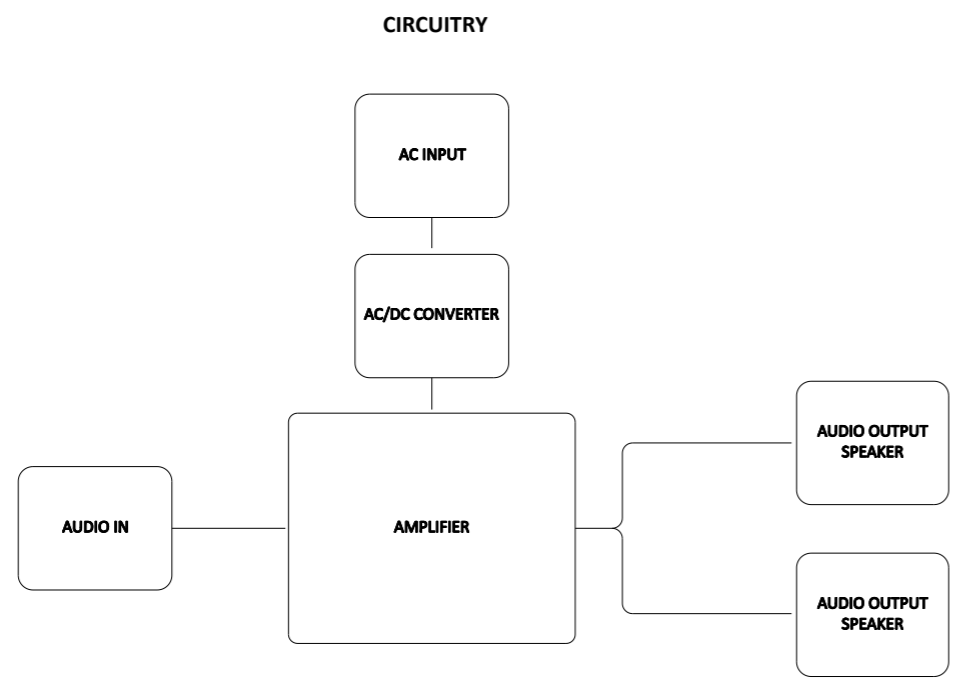 CIRCUITRY
AC INPUT
AC/DC CONVERTER
AUDIO IN
AMPLIFIER
AUDIO OUTPUT
SPEAKER
AUDIO OUTPUT
SPEAKER